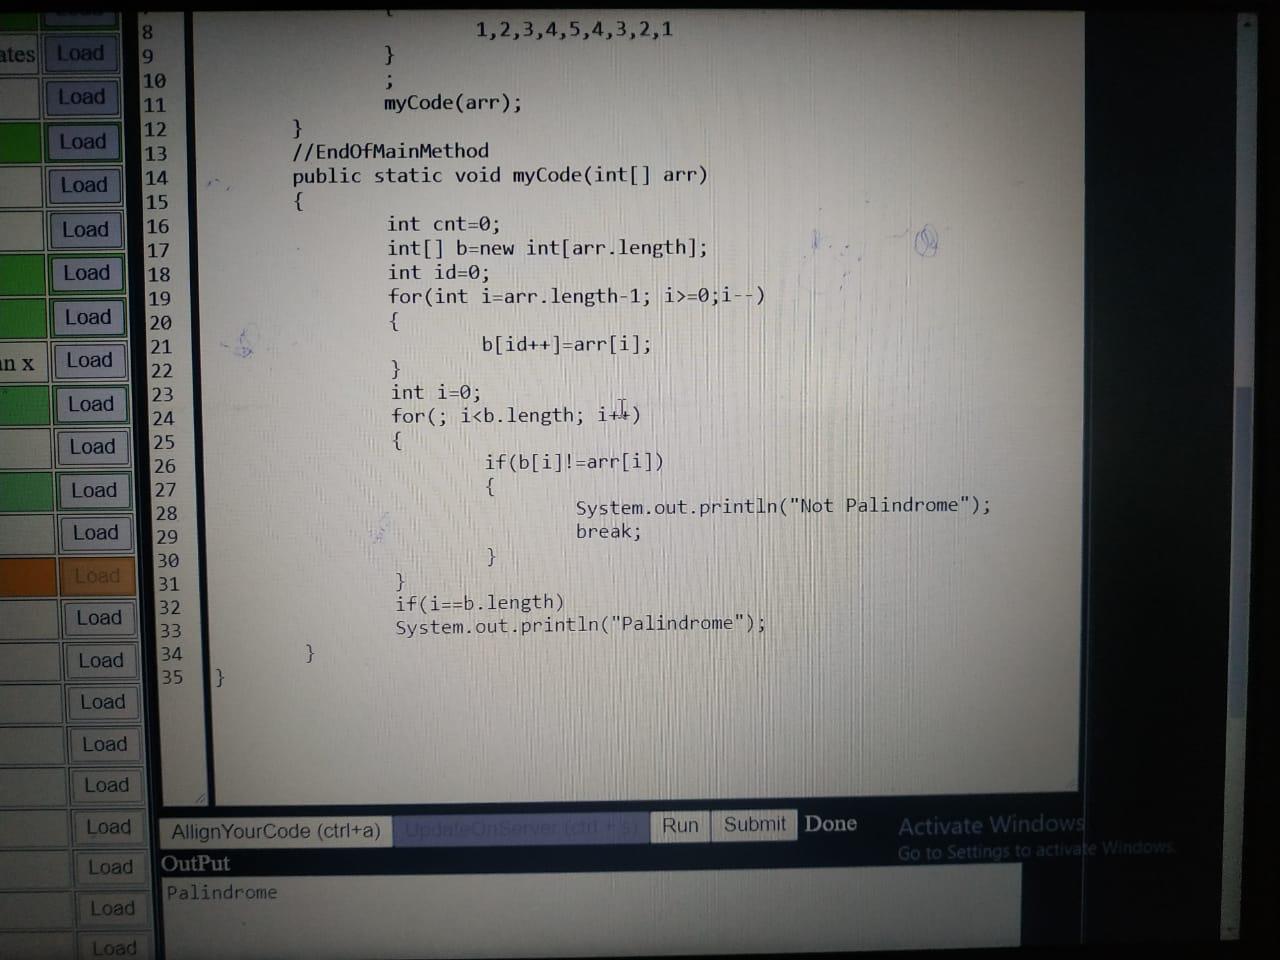 ates Load
Load
Load
Load
Load
Load
Load
an x Load
Load
Load
Load
Load
Load
Load
Load
Load
Load
Load
Load
Load
Load
Load
8 1,2,3,4,5,4,3,2,1
9 }
10 ;
11 myCode(arr);
12 }
13 //EndOfMainMethod
14 public static void myCode(int[] arr)
15 {
16 int cnt=0;
17 int[] b=new int[arr.length];
18 int id=0;
19 for(int i=arr.length-1; i>=0;i--)
20 {
21 b[id++]=arr[i];
22 }
23 int i=0;
24 for(; i<b.length; i++)
25 {
26 if(b[i]!=arr[i])
27 {
28 System.out.println("Not Palindrome");
29 break;
30 }
31 }
32 if(i==b.length)
33 System.out.println("Palindrome");
34 }
35 }
AllignYourCode (ctrl+a) UpdateOnServer (ctrl + s) Run Submit Done
Activate Windows
Go to Settings to activate Windows.
OutPut
Palindrome